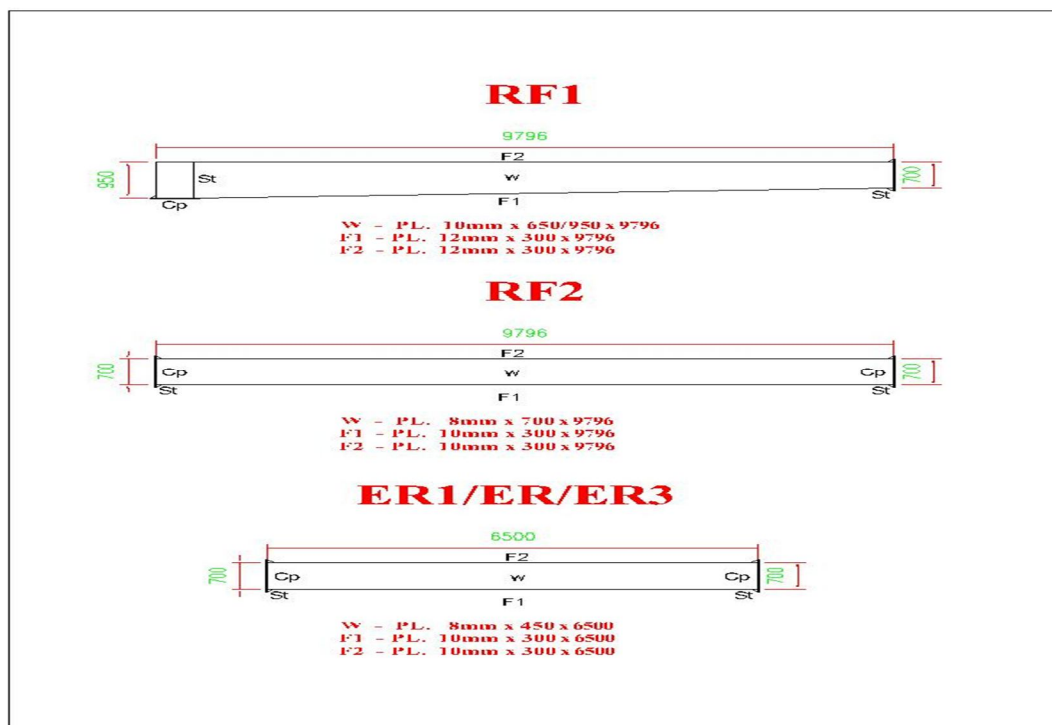 RF1
9796
F2
950
St
W
700
Cp
F1
St
W - PL. 10mm x 650/950 x 9796
F1 - PL. 12mm x 300 x 9796
F2 - PL. 12mm x 300 x 9796
RF2
9796
F2
700
Cp
W
Cp
700
St
F1
St
W - PL. 8mm x 700 x 9796
F1 - PL. 10mm x 300 x 9796
F2 - PL. 10mm x 300 x 9796
ER1/ER/ER3
6500
F2
700
Cp
W
Cp
700
St
F1
St
W - PL. 8mm x 450 x 6500
F1 - PL. 10mm x 300 x 6500
F2 - PL. 10mm x 300 x 6500